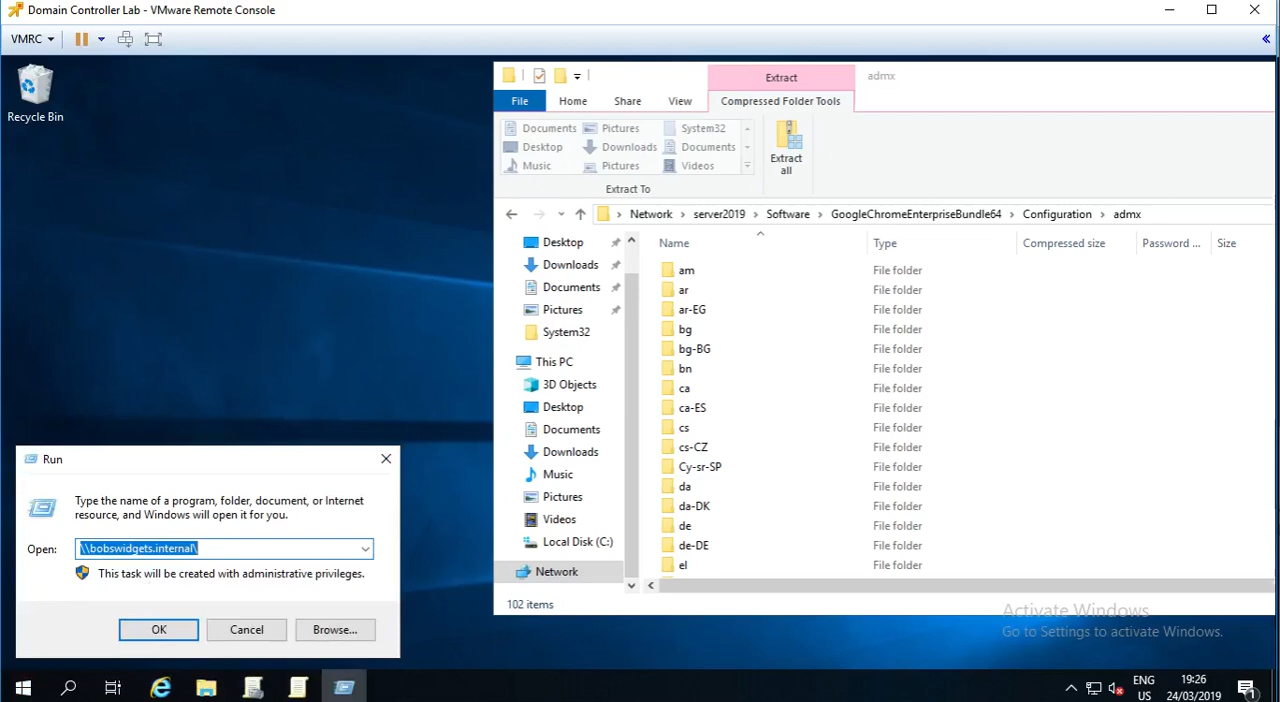 Domain Controller Lab - VMware Remote Console
VMRC
Recycle Bin
Extract
admx
File
Home
Share
View
Compressed Folder Tools
Documents
Pictures
System32
Desktop
Downloads
Documents
Music
Pictures
Videos
Extract To
Extract
all
Network
server2019
Software
GoogleChromeEnterpriseBundle64
Configuration
admx
Desktop
Downloads
Documents
Pictures
System32
This PC
3D Objects
Desktop
Documents
Downloads
Music
Pictures
Videos
Local Disk (C:)
Network
Name
Type
Compressed size
Password ...
Size
am File folder
ar File folder
ar-EG File folder
bg File folder
bg-BG File folder
bn File folder
ca File folder
ca-ES File folder
cs File folder
cs-CZ File folder
Cy-sr-SP File folder
da File folder
da-DK File folder
de File folder
de-DE File folder
el File folder
102 items
Run
Type the name of a program, folder, document, or Internet
resource, and Windows will open it for you.
Open: \\bobswidgets.internal\
This task will be created with administrative privileges.
OK
Cancel
Browse...
Activate Windows
Go to Settings to activate Windows.
ENG
US
19:26
24/03/2019
1